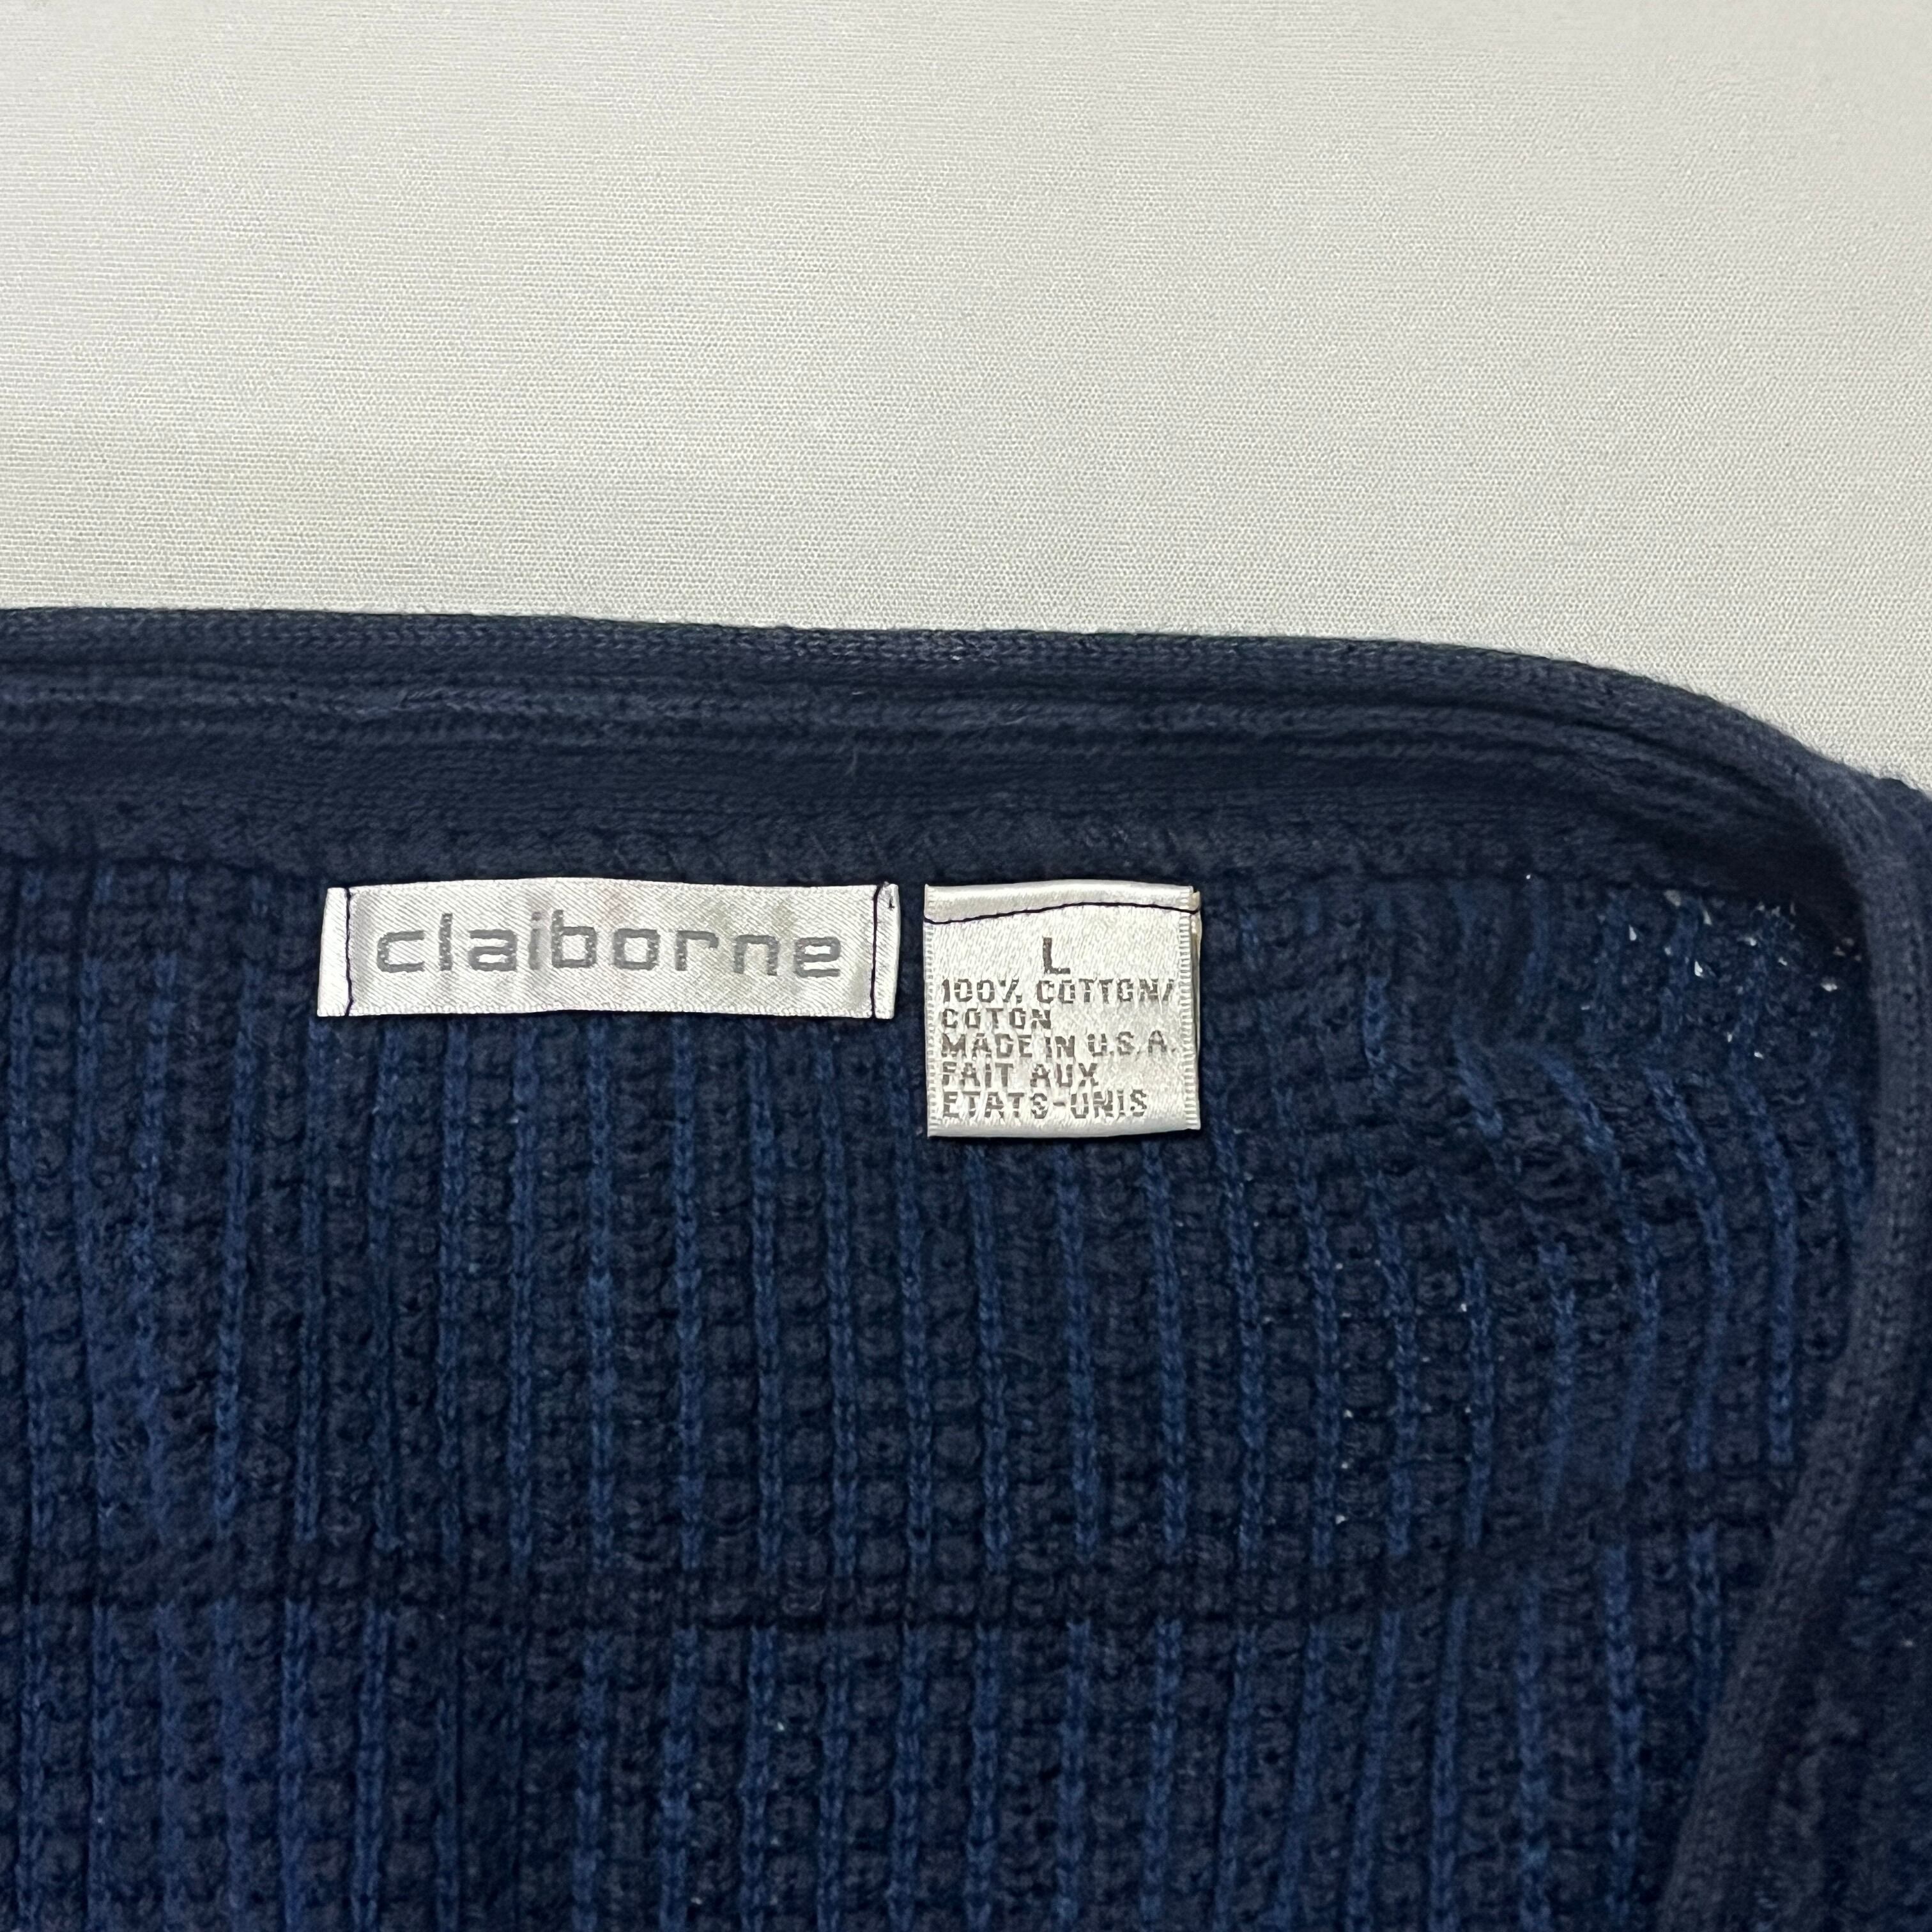 claiborne
L
100% COTTON/
COTON
MADE IN U.S.A.
FAIT AUX
ETATS-UNIS